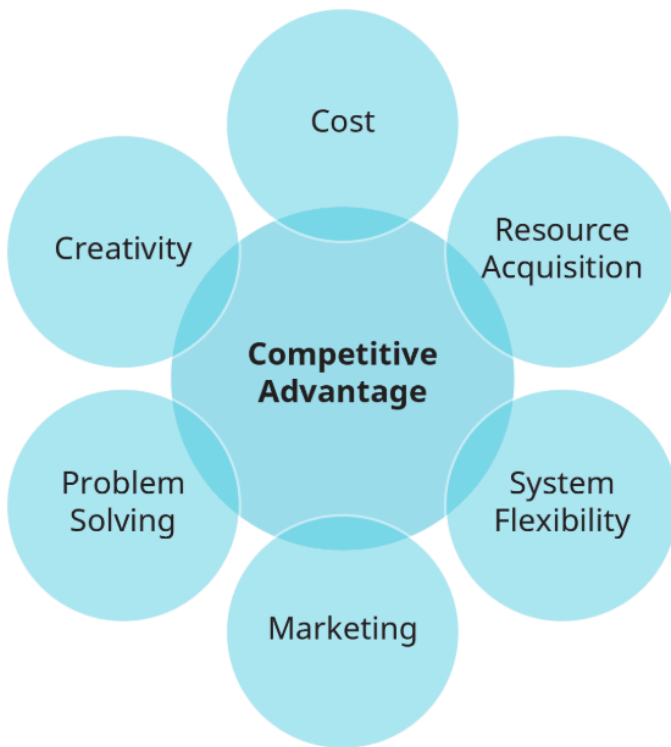 Cost
Creativity
Resource
Acquisition
Competitive
Advantage
Problem
Solving
System
Flexibility
Marketing